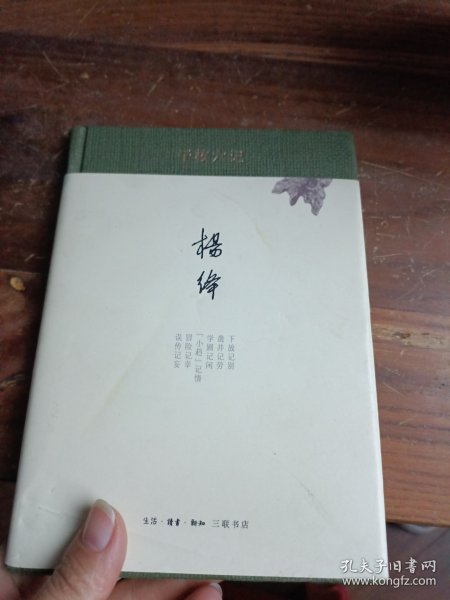 干校六记
杨绛
下放记别
凿井记劳
学圃记闲
「小趋」记情
冒险记幸
误传记妄
生活·讀書·新知 三联书店
孔夫子旧书网
www.kongfz.com